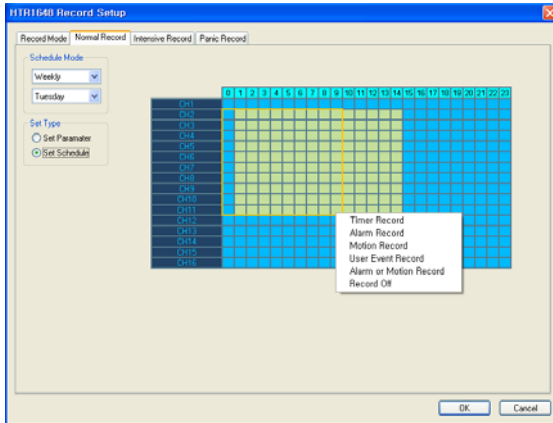 HTR1648 Record Setup
Record Mode Normal Record Intensive Record Panic Record
Schedule Mode
Weekly
Tuesday
Set Type
Set Paramater
Set Schedule
0 1 2 3 4 5 6 7 8 9 10 11 12 13 14 15 16 17 18 19 20 21 22 23
CH1
CH2
CH3
CH4
CH5
CH6
CH7
CH8
CH9
CH10
CH11
CH12
CH13
CH14
CH15
CH16
Timer Record
Alarm Record
Motion Record
User Event Record
Alarm or Motion Record
Record Off
OK Cancel